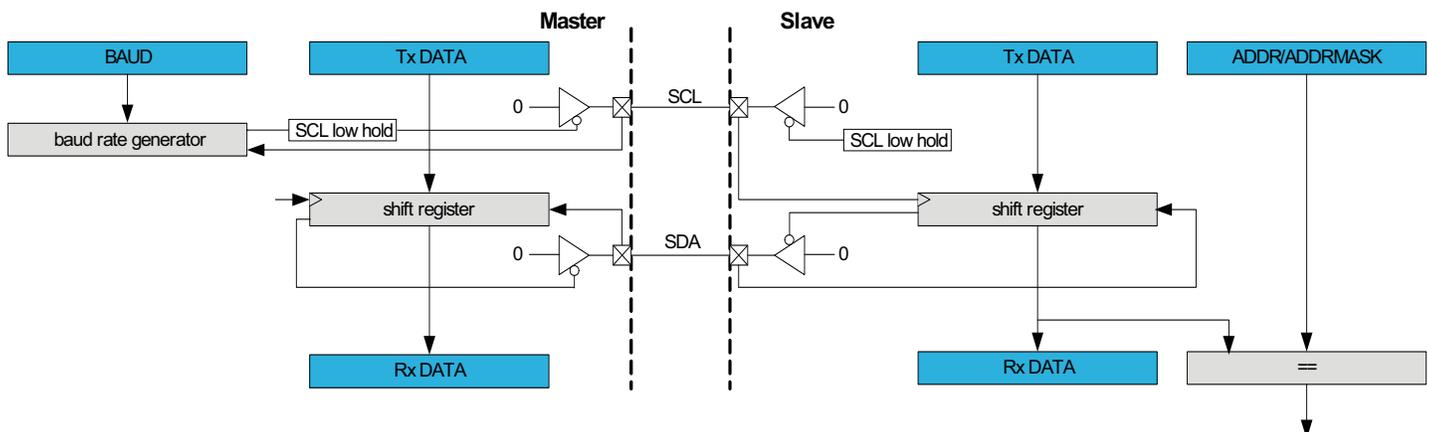 Master
Slave
BAUD
Tx DATA
Tx DATA
ADDR/ADDRMASK
0
SCL
0
baud rate generator
SCL low hold
SCL low hold
shift register
shift register
0
SDA
0
Rx DATA
Rx DATA
==